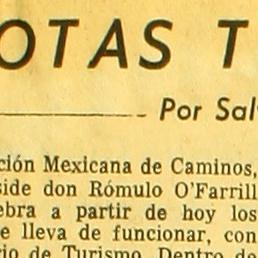 OTAS T
Por Sal
ción Mexicana de Caminos,
side don Rómulo O'Farrill
ebra a partir de hoy los
e lleva de funcionar, con
rio de Turismo. Dentro de